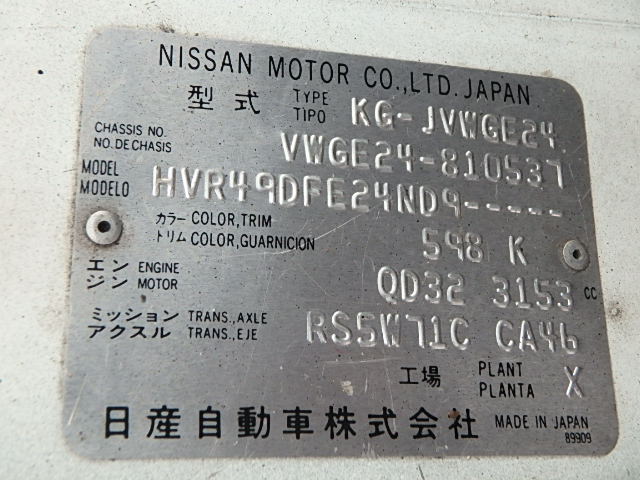 NISSAN MOTOR CO.,LTD. JAPAN
型式 TYPE TIPO KG-JVWGE24
CHASSIS NO. NO. DE CHASIS VWGE24-810537
MODEL MODELO HVR49DFE24ND9-----
カラー COLOR,TRIM
トリム COLOR,GUARNICION 598 K
エンジン ENGINE MOTOR QD32 3153 cc
ミッション TRANS.,AXLE
アクスル TRANS.,EJE RS5W71C CA46
工場 PLANT PLANTA X
日産自動車株式会社 MADE IN JAPAN
89909